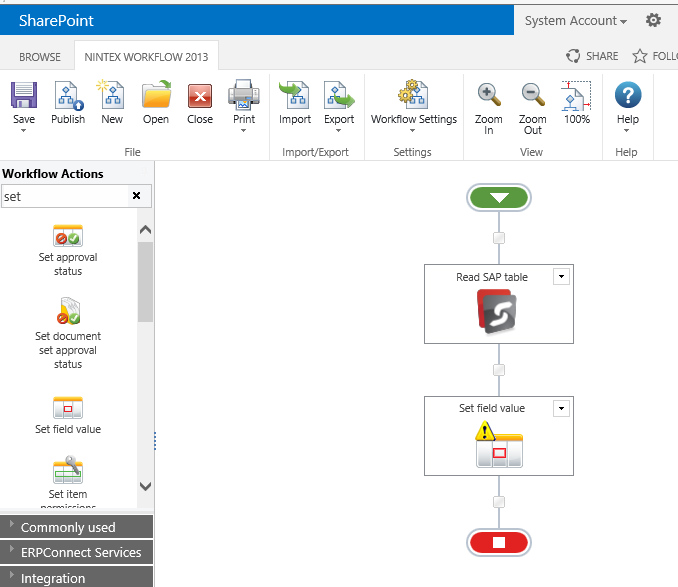 SharePoint
System Account
BROWSE
NINTEX WORKFLOW 2013
SHARE
FOLL
Save
Publish
New
Open
Close
Print
Import
Export
Workflow Settings
Zoom
In
Zoom
Out
100%
Help
File
Import/Export
Settings
View
Help
Workflow Actions
set
Set approval
status
Set document
set approval
status
Set field value
Set item
permissions
Commonly used
ERPConnect Services
Integration
Read SAP table
Set field value